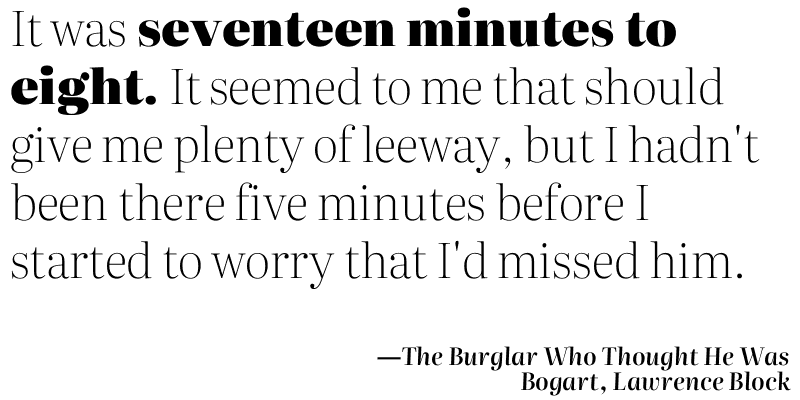 It was seventeen minutes to
eight. It seemed to me that should
give me plenty of leeway, but I hadn't
been there five minutes before I
started to worry that I'd missed him.
—The Burglar Who Thought He Was
Bogart, Lawrence Block